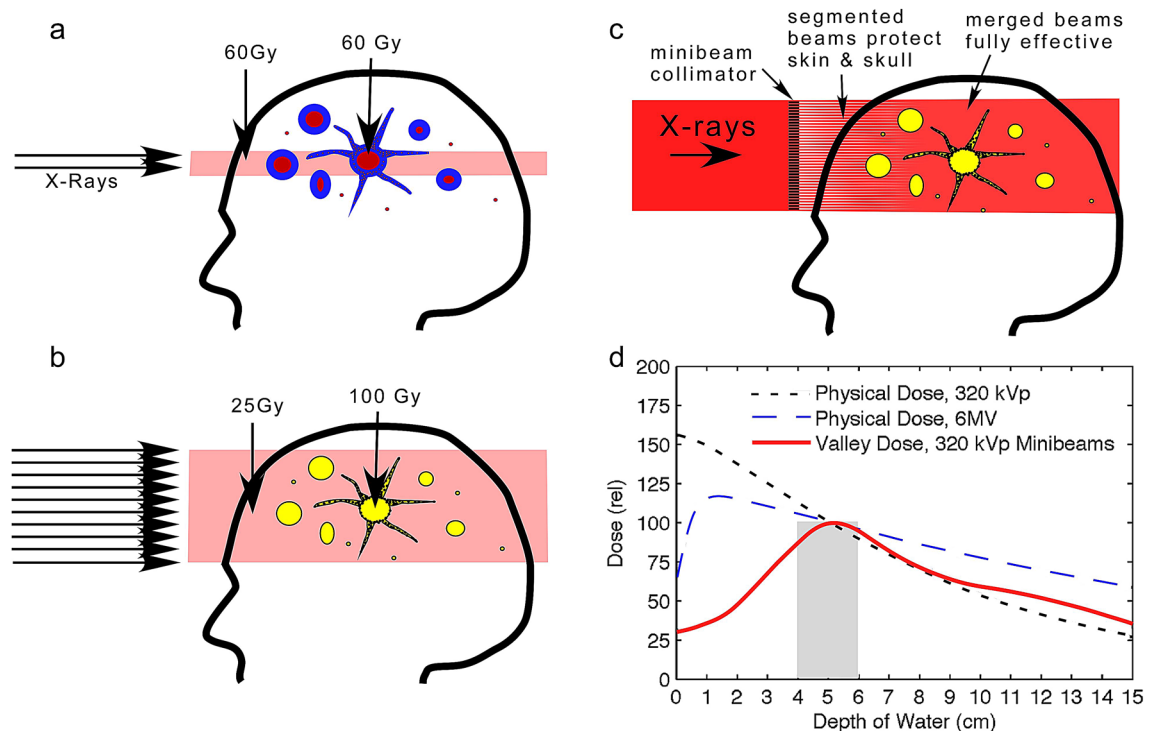 a
60Gy
60 Gy
X-Rays
b
25Gy
100 Gy
c
minibeam
collimator
segmented
beams protect
skin & skull
merged beams
fully effective
X-rays
d
200
175
150
125
100
75
50
25
0
Dose (rel)
Physical Dose, 320 kVp
Physical Dose, 6MV
Valley Dose, 320 kVp Minibeams
0 1 2 3 4 5 6 7 8 9 10 11 12 13 14 15
Depth of Water (cm)